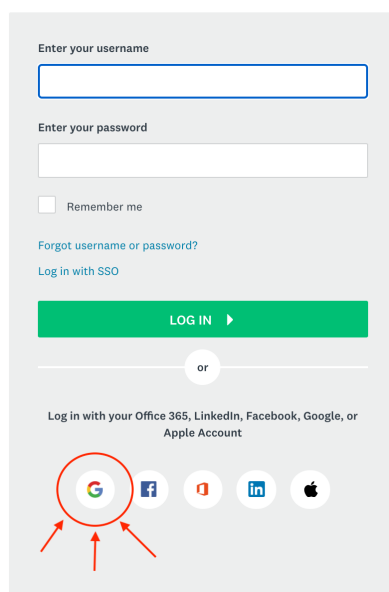 Enter your username
Enter your password
Remember me
Forgot username or password?
Log in with SSO
LOG IN
or
Log in with your Office 365, LinkedIn, Facebook, Google, or
Apple Account
G f in